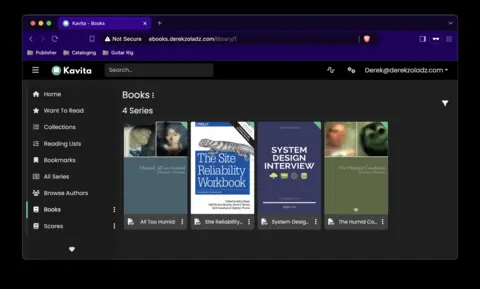 Kavita - Books
Not Secure
ebooks.derekzoladz.com/library/1
Publisher
Cataloging
Guitar Rig
Kavita
Search...
Derek@derekzoladz.com
Home
Want To Read
Collections
Reading Lists
Bookmarks
All Series
Browse Authors
Books
Scores
Books
4 Series
O'REILLY
The Site
Reliability
Workbook
SYSTEM
DESIGN
INTERVIEW
All Too Humid
Site Reliability...
System Desig...
The Humid Co...